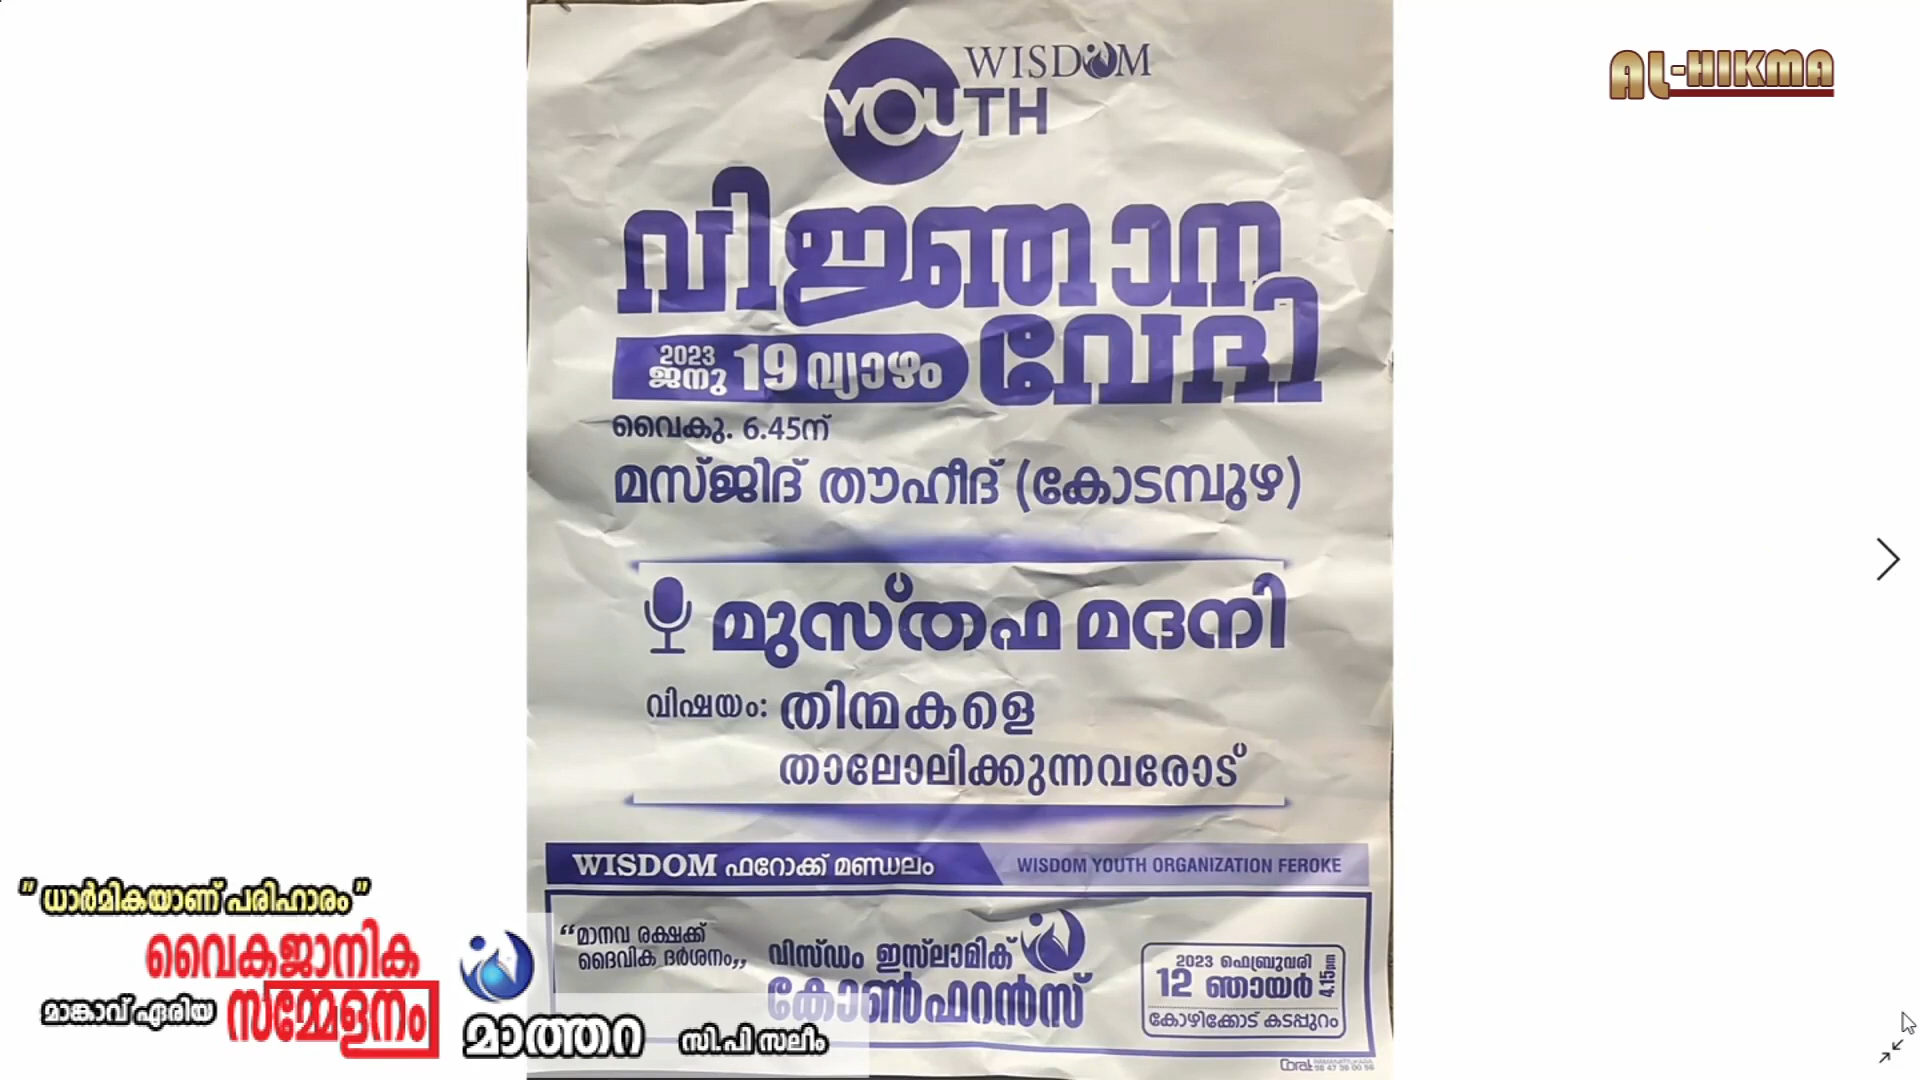 WISDOM
YOUTH
AL-HIKMA
വിജ്ഞാന
വേദി
2023
ജനു 19 വ്യാഴം
വൈകു. 6.45ന്
മസ്ജിദ് തൗഹീദ് (കോടമ്പുഴ)
മുസ്തഫ മദനി
വിഷയം: തിന്മകളെ
താലോലിക്കുന്നവരോട്
WISDOM ഫറോക്ക് മണ്ഡലം
WISDOM YOUTH ORGANIZATION FEROKE
“മാനവ രക്ഷക്ക്
ദൈവിക ദർശനം„
വിസ്ഡം ഇസ്‌ലാമിക്
കോൺഫറൻസ്
2023 ഫെബ്രുവരി
12 ഞായർ 4.15pm
കോഴിക്കോട് കടപ്പുറം
Coral
" ധാർമികയാണ് പരിഹാരം"
വൈകജാനിക
മാങ്കാവ് ഏരിയ സമ്മേളനം
മാത്തറ സി.പി സലീം